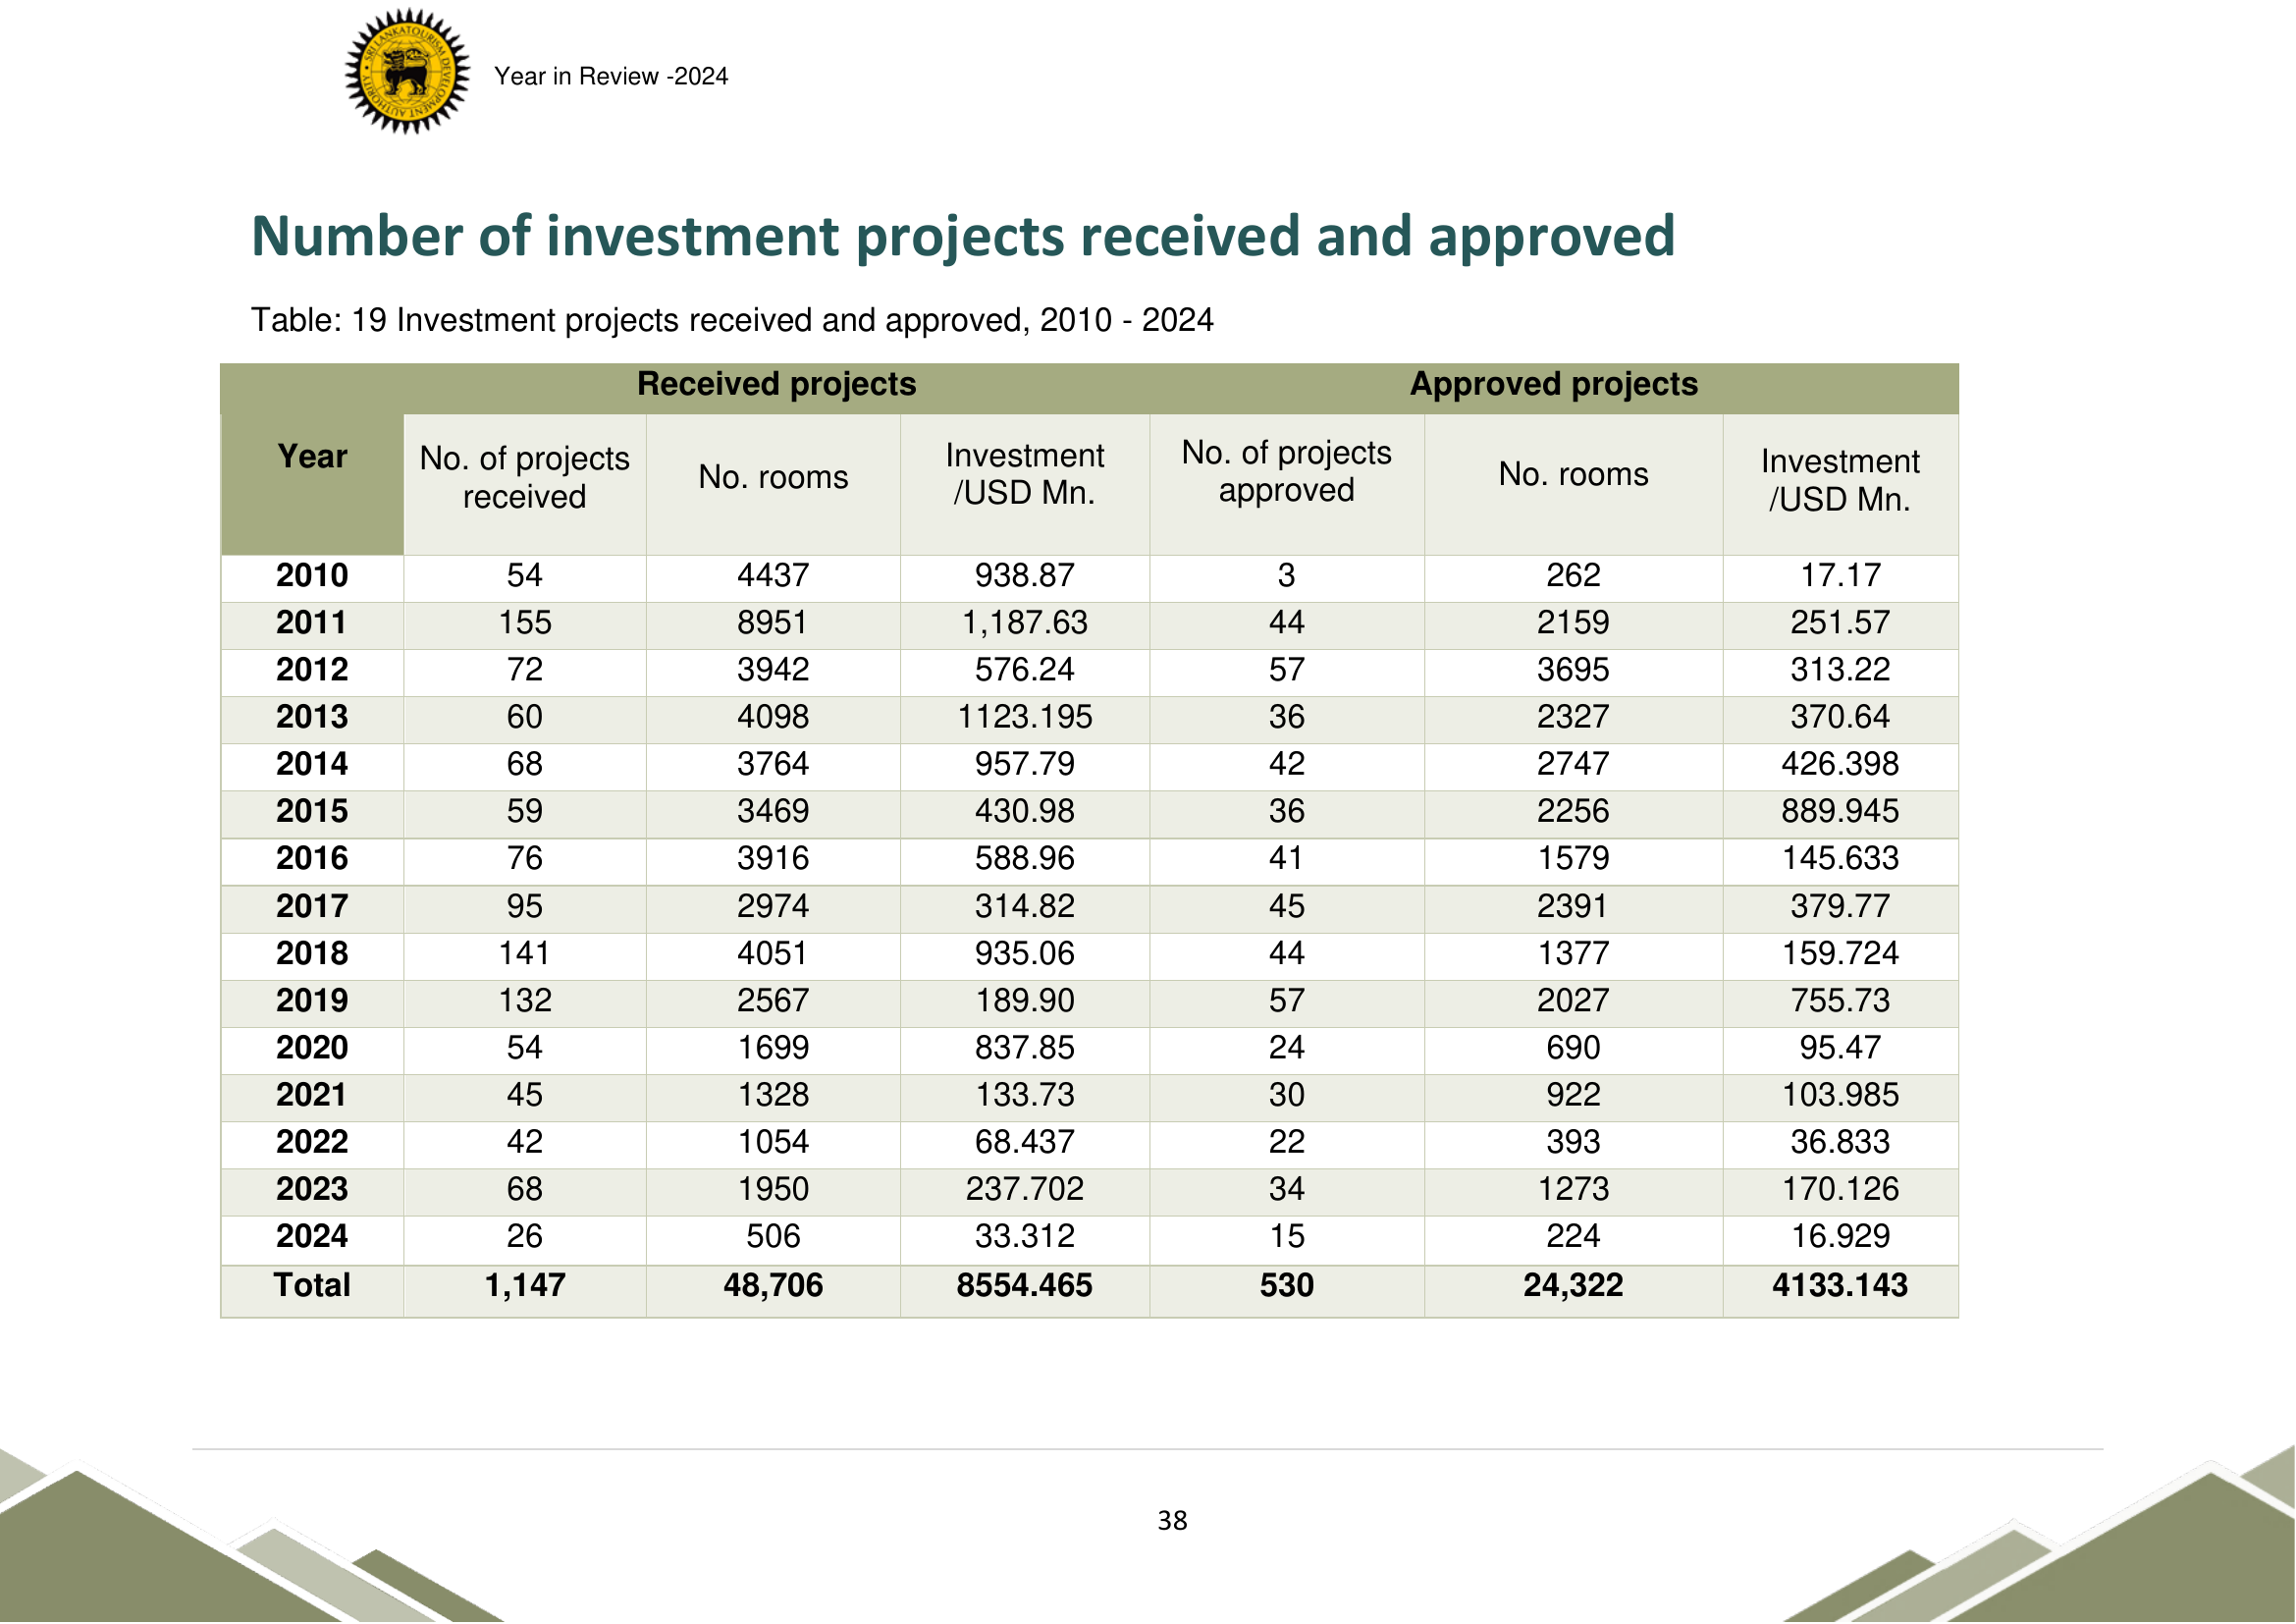 SRI LANKA TOURISM DEVELOPMENT AUTHORITY
Year in Review -2024
Number of investment projects received and approved
Table: 19 Investment projects received and approved, 2010 - 2024
Received projects Approved projects
Year No. of projects received No. rooms Investment /USD Mn. No. of projects approved No. rooms Investment /USD Mn.
2010 54 4437 938.87 3 262 17.17
2011 155 8951 1,187.63 44 2159 251.57
2012 72 3942 576.24 57 3695 313.22
2013 60 4098 1123.195 36 2327 370.64
2014 68 3764 957.79 42 2747 426.398
2015 59 3469 430.98 36 2256 889.945
2016 76 3916 588.96 41 1579 145.633
2017 95 2974 314.82 45 2391 379.77
2018 141 4051 935.06 44 1377 159.724
2019 132 2567 189.90 57 2027 755.73
2020 54 1699 837.85 24 690 95.47
2021 45 1328 133.73 30 922 103.985
2022 42 1054 68.437 22 393 36.833
2023 68 1950 237.702 34 1273 170.126
2024 26 506 33.312 15 224 16.929
Total 1,147 48,706 8554.465 530 24,322 4133.143
38